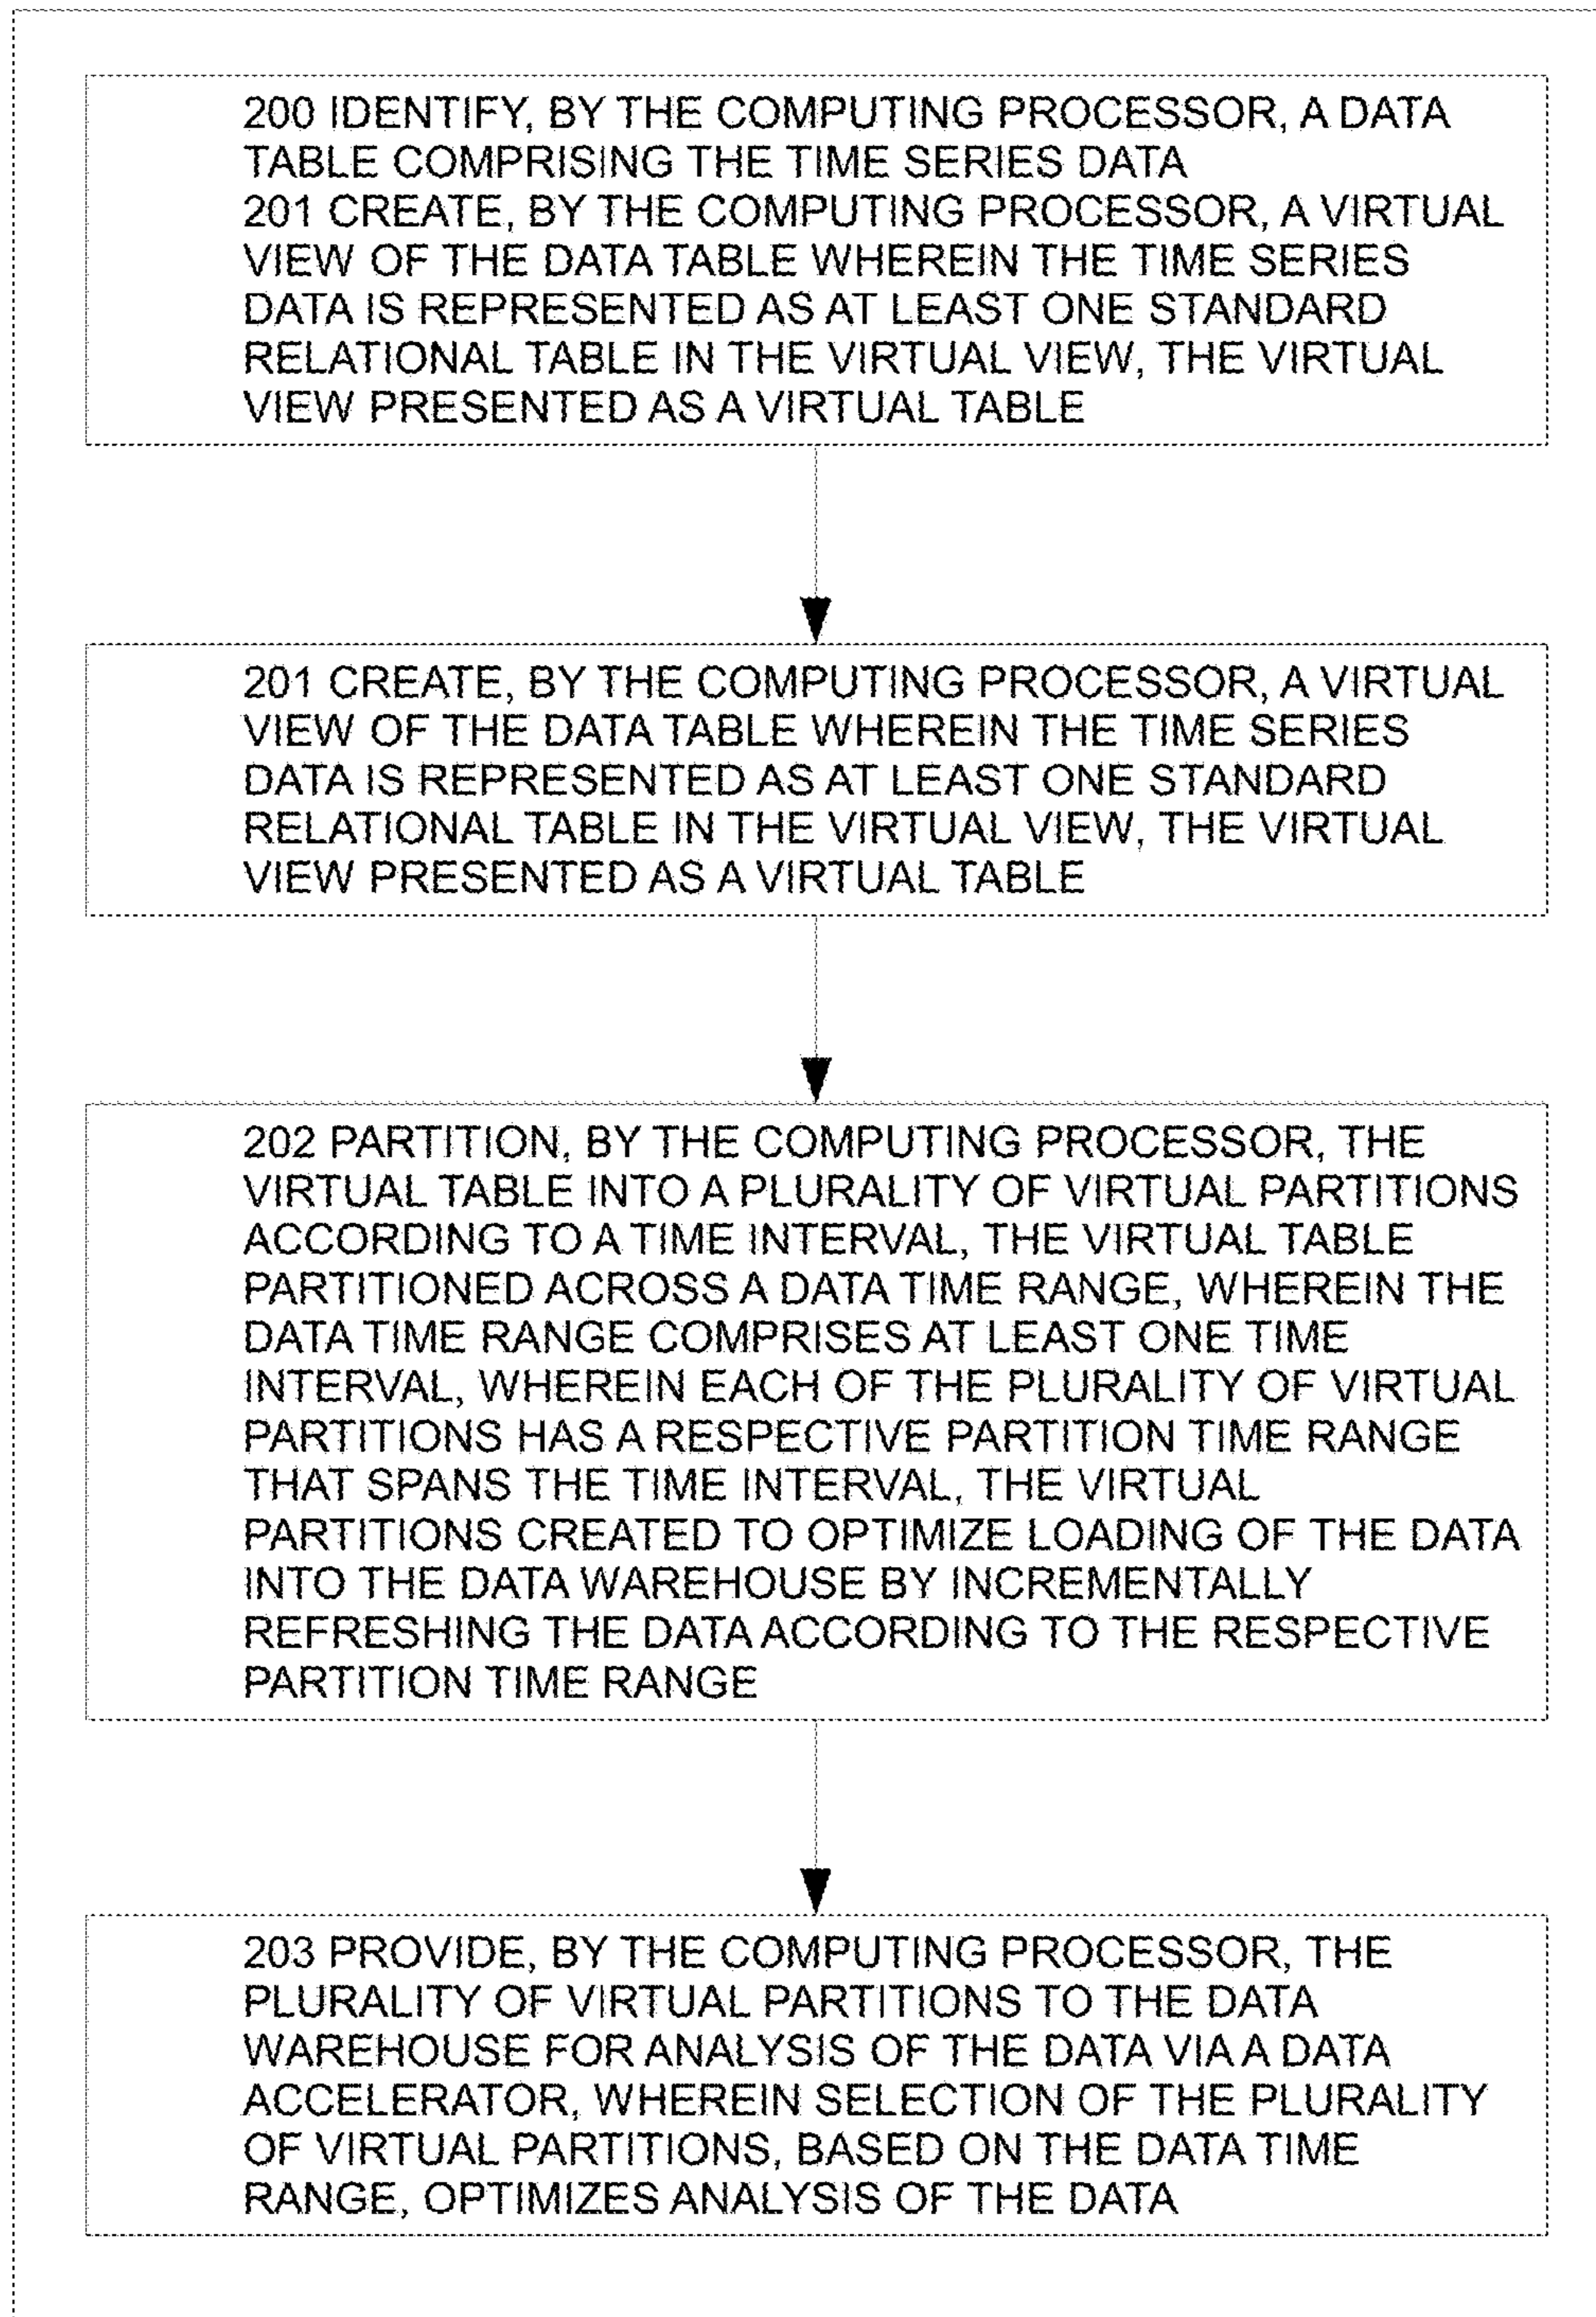 200 IDENTIFY, BY THE COMPUTING PROCESSOR, A DATA
TABLE COMPRISING THE TIME SERIES DATA
201 CREATE, BY THE COMPUTING PROCESSOR, A VIRTUAL
VIEW OF THE DATA TABLE WHEREIN THE TIME SERIES
DATA IS REPRESENTED AS AT LEAST ONE STANDARD
RELATIONAL TABLE IN THE VIRTUAL VIEW, THE VIRTUAL
VIEW PRESENTED AS A VIRTUAL TABLE
201 CREATE, BY THE COMPUTING PROCESSOR, A VIRTUAL
VIEW OF THE DATA TABLE WHEREIN THE TIME SERIES
DATA IS REPRESENTED AS AT LEAST ONE STANDARD
RELATIONAL TABLE IN THE VIRTUAL VIEW, THE VIRTUAL
VIEW PRESENTED AS A VIRTUAL TABLE
202 PARTITION, BY THE COMPUTING PROCESSOR, THE
VIRTUAL TABLE INTO A PLURALITY OF VIRTUAL PARTITIONS
ACCORDING TO A TIME INTERVAL, THE VIRTUAL TABLE
PARTITIONED ACROSS A DATA TIME RANGE, WHEREIN THE
DATA TIME RANGE COMPRISES AT LEAST ONE TIME
INTERVAL, WHEREIN EACH OF THE PLURALITY OF VIRTUAL
PARTITIONS HAS A RESPECTIVE PARTITION TIME RANGE
THAT SPANS THE TIME INTERVAL, THE VIRTUAL
PARTITIONS CREATED TO OPTIMIZE LOADING OF THE DATA
INTO THE DATA WAREHOUSE BY INCREMENTALLY
REFRESHING THE DATA ACCORDING TO THE RESPECTIVE
PARTITION TIME RANGE
203 PROVIDE, BY THE COMPUTING PROCESSOR, THE
PLURALITY OF VIRTUAL PARTITIONS TO THE DATA
WAREHOUSE FOR ANALYSIS OF THE DATA VIA A DATA
ACCELERATOR, WHEREIN SELECTION OF THE PLURALITY
OF VIRTUAL PARTITIONS, BASED ON THE DATA TIME
RANGE, OPTIMIZES ANALYSIS OF THE DATA